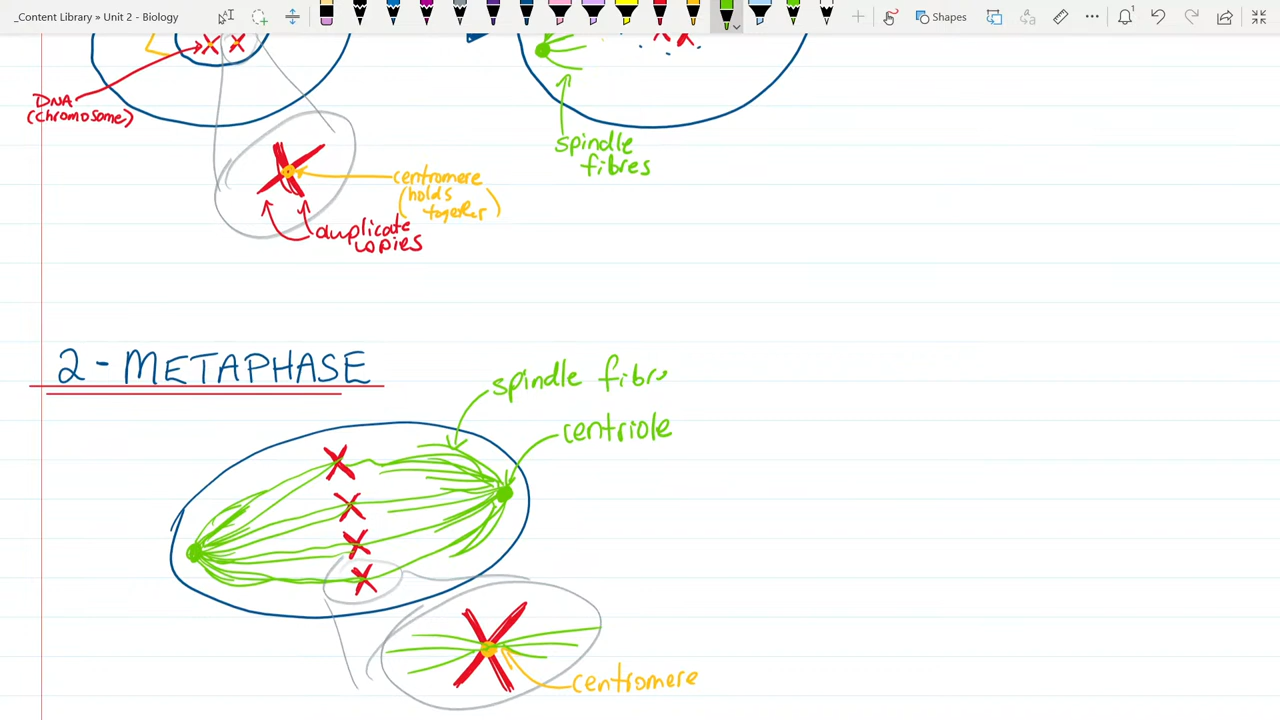 _Content Library » Unit 2 - Biology
Shapes
DNA
(chromosome)
spindle
fibres
centromere
(holds
together)
duplicate
copies
2 - METAPHASE
spindle fibr
centriole
centromere